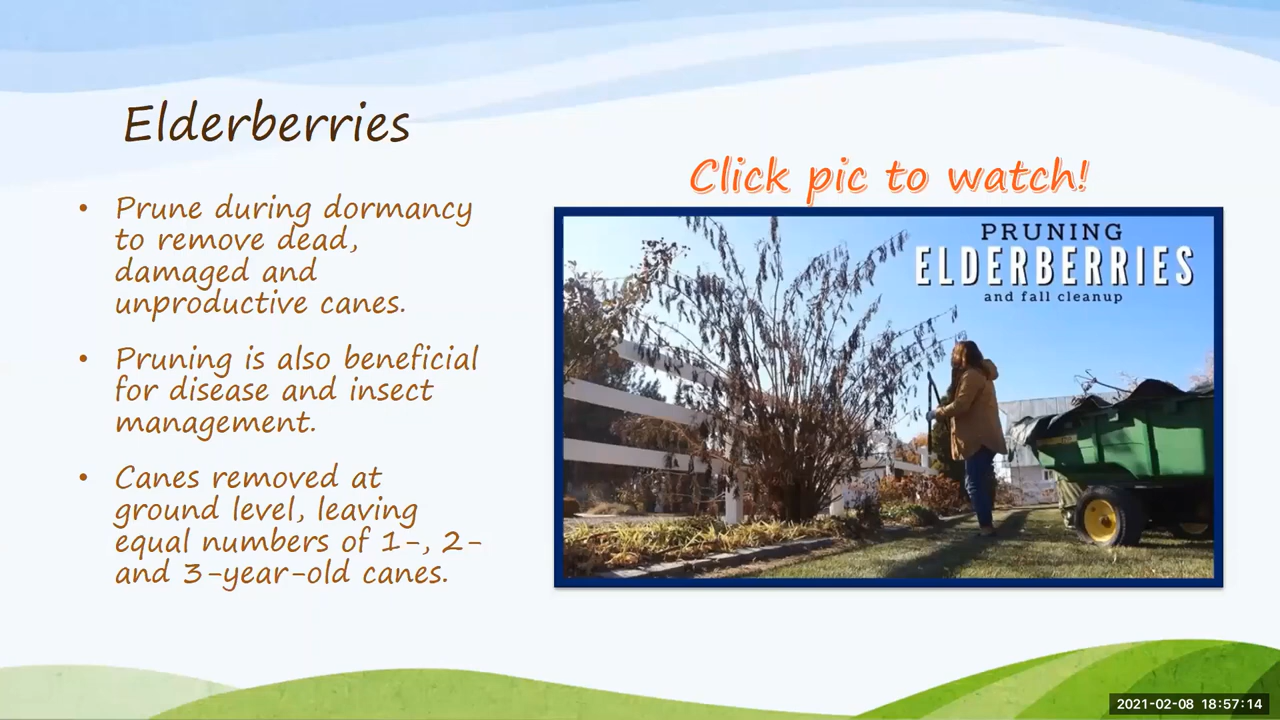 Elderberries
Click pic to watch!
• Prune during dormancy
to remove dead,
damaged and
unproductive canes.
• Pruning is also beneficial
for disease and insect
management.
• Canes removed at
ground level, leaving
equal numbers of 1-, 2-
and 3-year-old canes.
PRUNING
ELDERBERRIES
and fall cleanup
2021-02-08 18:57:14